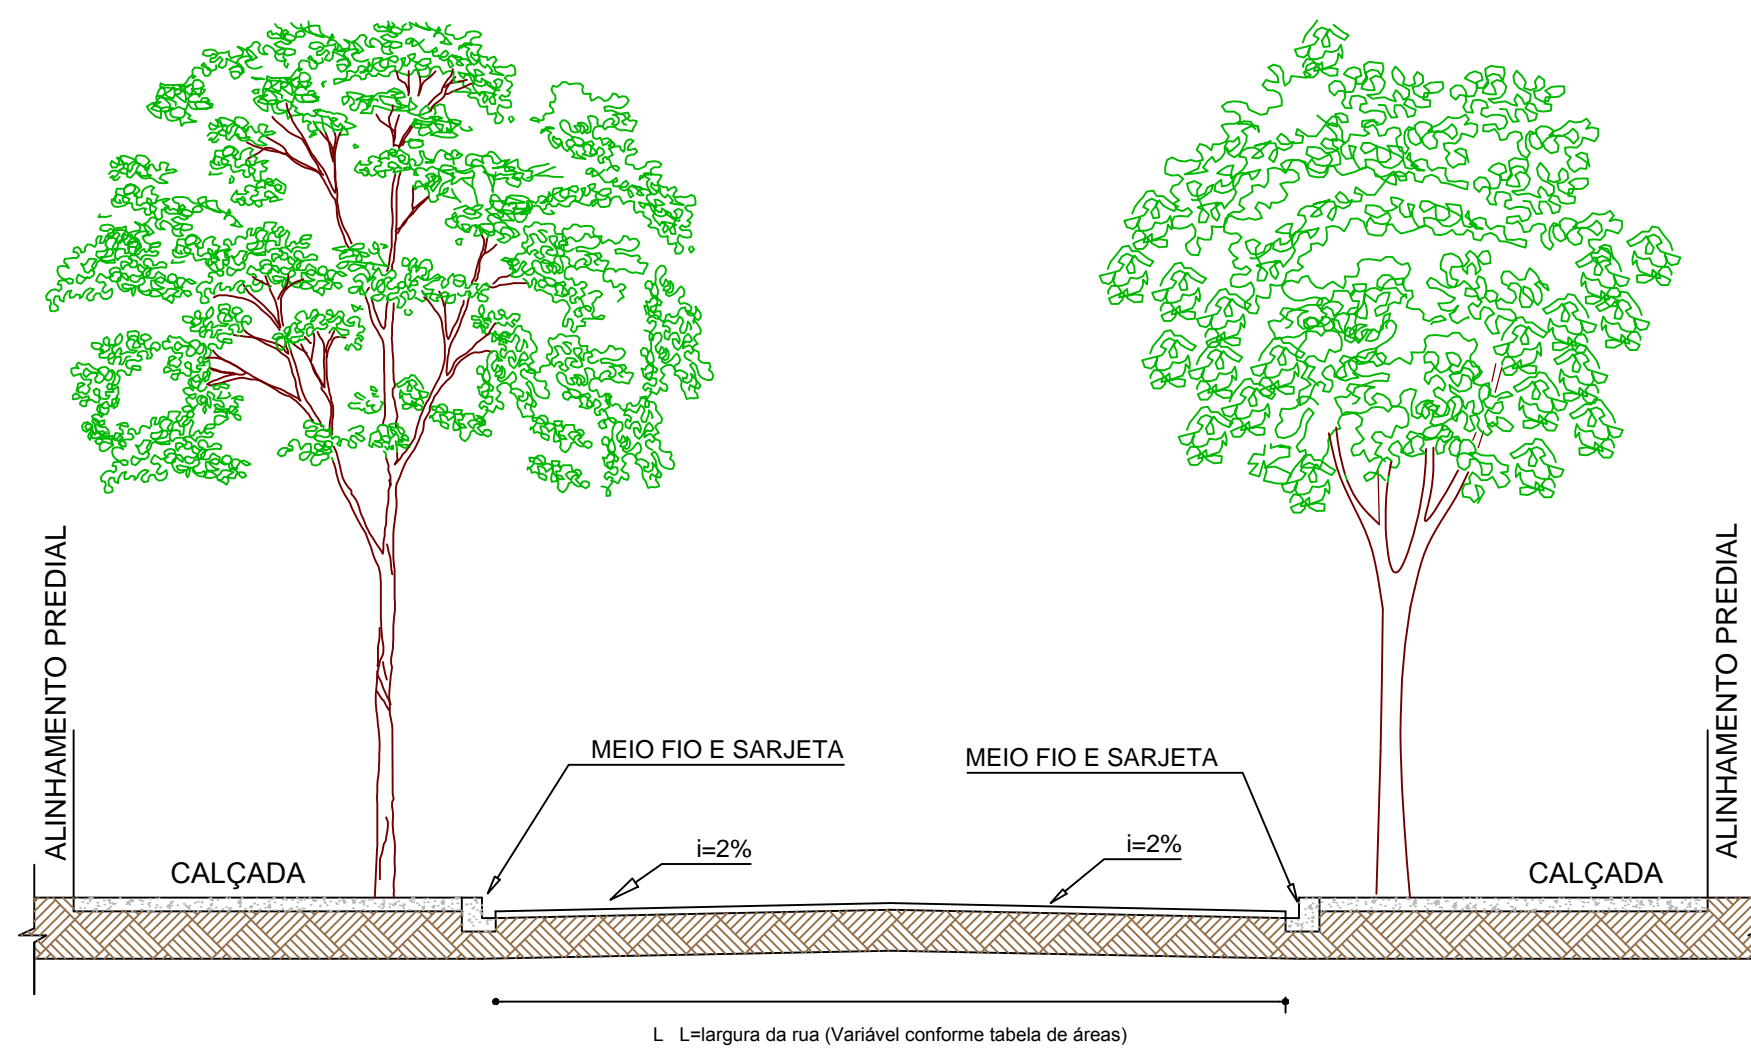 ALINHAMENTO PREDIAL
ALINHAMENTO PREDIAL
MEIO FIO E SARJETA
MEIO FIO E SARJETA
i=2%
i=2%
CALÇADA
CALÇADA
L L=largura da rua (Variável conforme tabela de áreas)